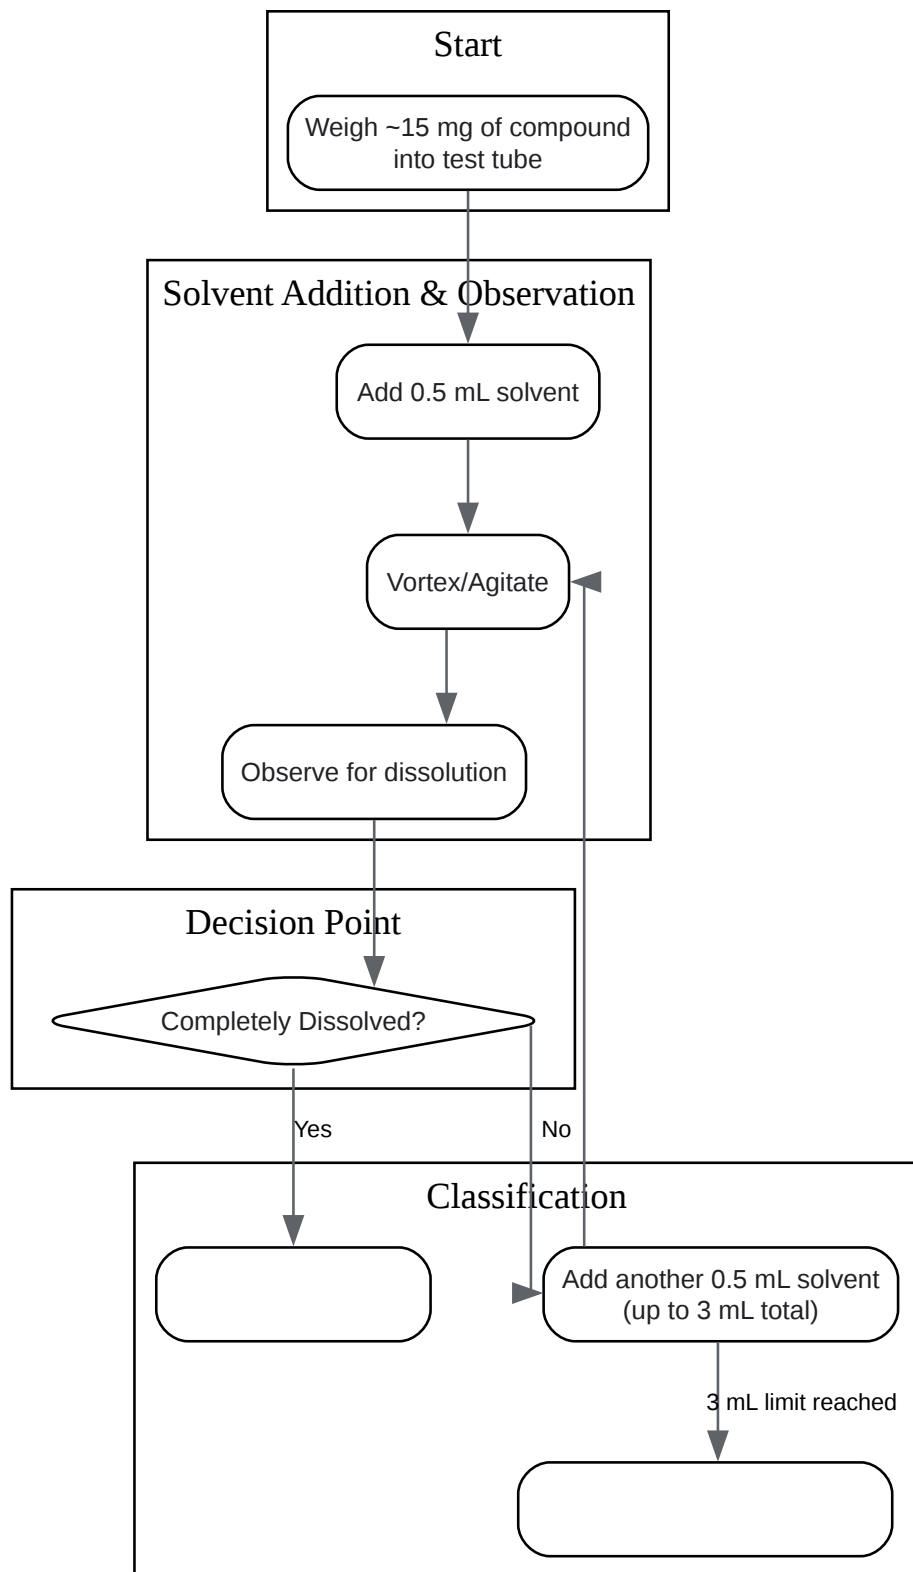 Start
Weigh ~15 mg of compound
into test tube
Solvent Addition & Observation
Add 0.5 mL solvent
Vortex/Agitate
Observe for dissolution
Decision Point
Completely Dissolved?
Yes
No
Classification
Add another 0.5 mL solvent
(up to 3 mL total)
3 mL limit reached